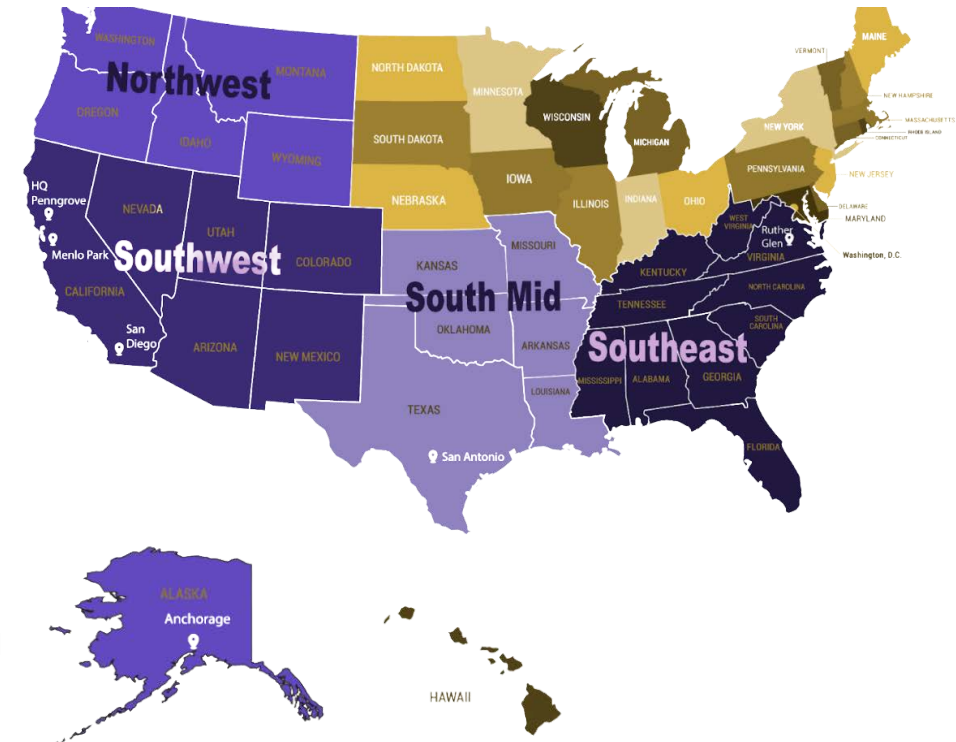 WASHINGTON
Northwest
MONTANA
OREGON
IDAHO
WYOMING
NORTH DAKOTA
MINNESOTA
SOUTH DAKOTA
WISCONSIN
MICHIGAN
IOWA
NEBRASKA
ILLINOIS
INDIANA
OHIO
VERMONT
MAINE
NEW HAMPSHIRE
MASSACHUSETTS
RHODE ISLAND
CONNECTICUT
NEW YORK
PENNSYLVANIA
NEW JERSEY
DELAWARE
MARYLAND
Washington, D.C.
HQ
Penngrove
Menlo Park
NEVADA
UTAH
Southwest
COLORADO
CALIFORNIA
San
Diego
ARIZONA
NEW MEXICO
KANSAS
MISSOURI
South Mid
OKLAHOMA
ARKANSAS
TEXAS
LOUISIANA
San Antonio
WEST
VIRGINIA
Ruther
Glen
VIRGINIA
KENTUCKY
TENNESSEE
NORTH CAROLINA
SOUTH
CAROLINA
Southeast
MISSISSIPPI
ALABAMA
GEORGIA
FLORIDA
ALASKA
Anchorage
HAWAII